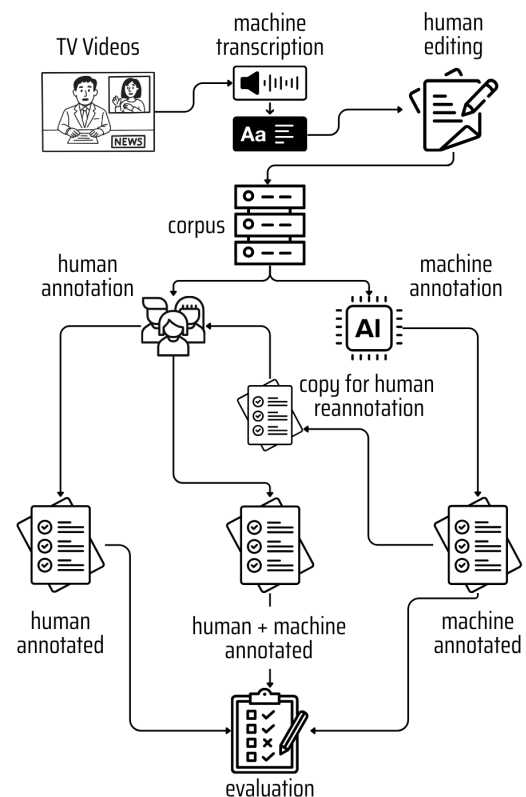 TV Videos
machine
transcription
human
editing
NEWS
Aa
corpus
human
annotation
machine
annotation
AI
copy for human
reannotation
human
annotated
human + machine
annotated
machine
annotated
evaluation